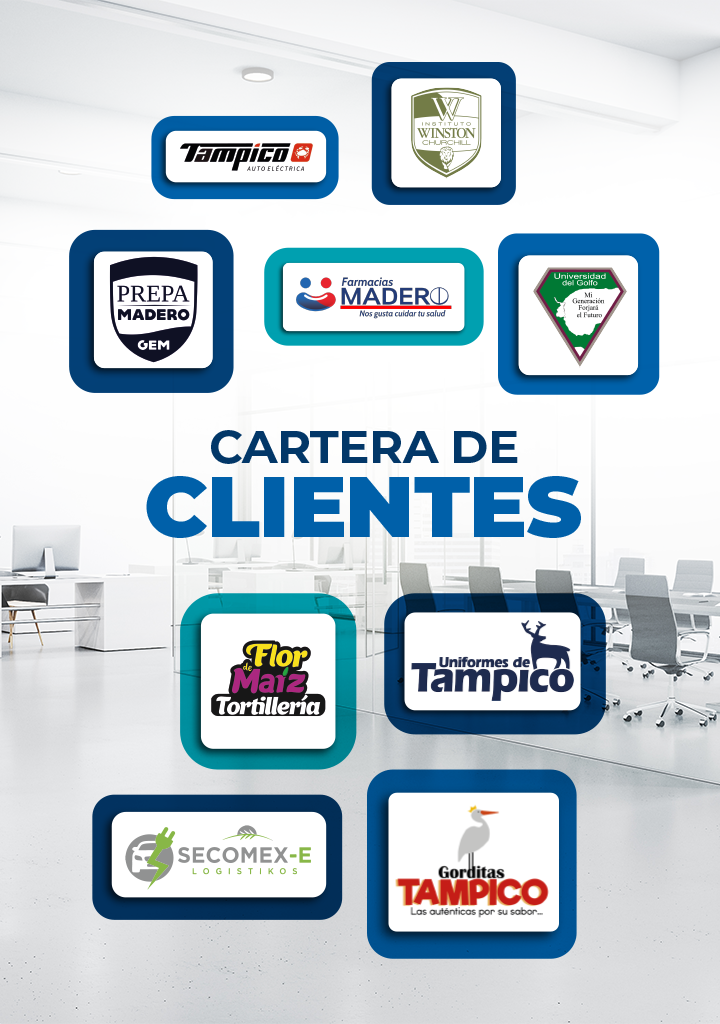 Tampico
AUTO ELÉCTRICA
W
INSTITUTO
WINSTON
CHURCHILL
PREPA
MADERO
GEM
Farmacias
MADERO
Nos gusta cuidar tu salud
Universidad
del Golfo
Mi
Generación
Forjará
el Futuro
CARTERA DE
CLIENTES
Flor
de
Maíz
Tortillería
Uniformes de
Tampico
SECOMEX-E
LOGISTIKOS
Gorditas
TAMPICO
Las auténticas por su sabor...